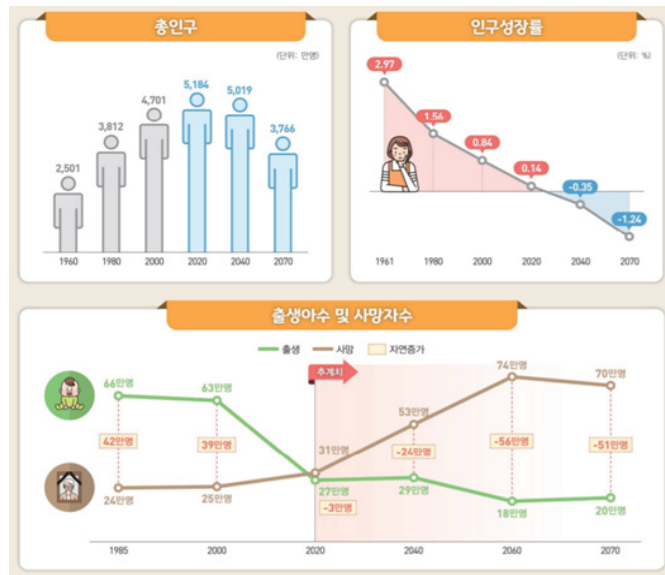 총인구
(단위: 만명)
2,501
3,812
4,701
5,184
5,019
3,766
1960 1980 2000 2020 2040 2070
인구성장률
(단위: %)
2.97
1.56
0.84
0.14
-0.35
-1.24
1961 1980 2000 2020 2040 2070
출생아수 및 사망자수
출생 사망 자연증가
추계치
66만명 63만명 27만명 29만명 18만명 20만명
42만명 39만명 -3만명 -24만명 -56만명 -51만명
24만명 25만명 31만명 53만명 74만명 70만명
1985 2000 2020 2040 2060 2070